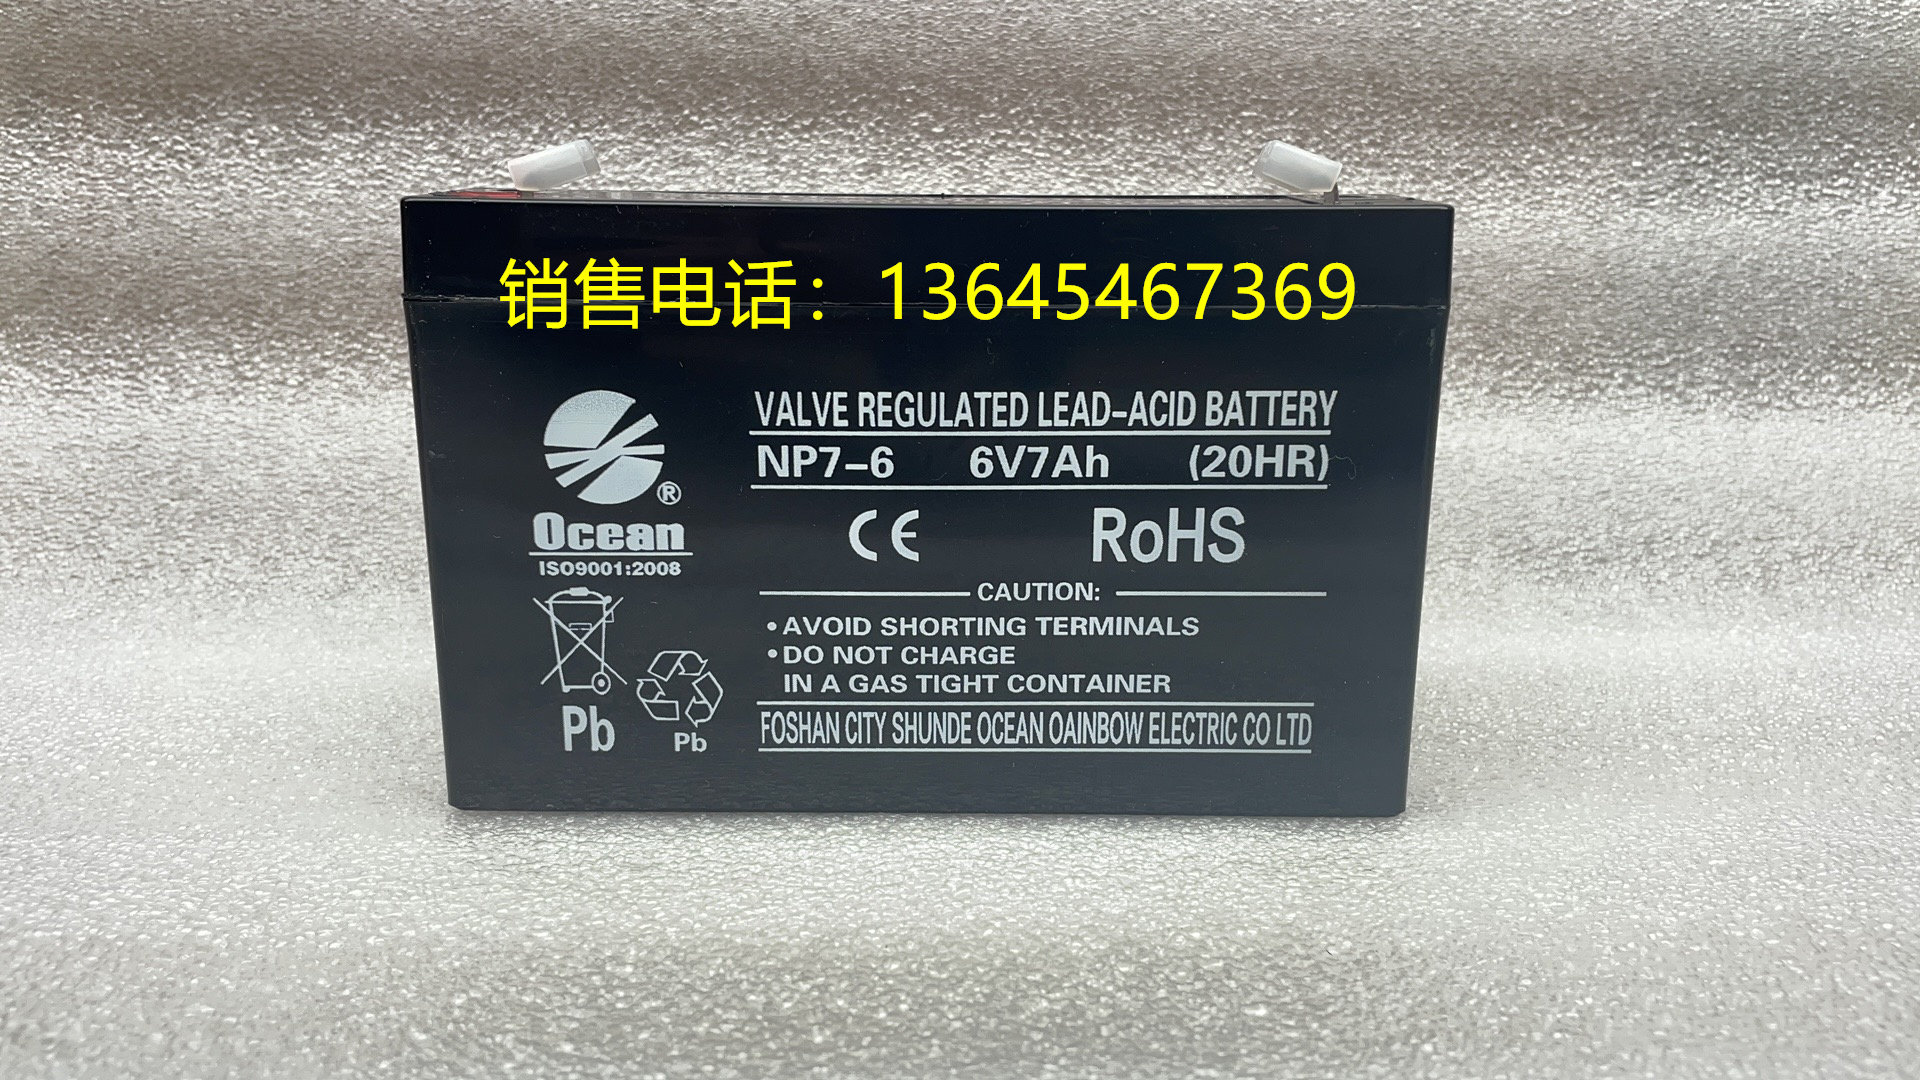 销售电话：13645467369
VALVE REGULATED LEAD-ACID BATTERY
NP7-6 6V7Ah (20HR)
®
Ocean
ISO9001:2008
CE RoHS
CAUTION:
•AVOID SHORTING TERMINALS
•DO NOT CHARGE
IN A GAS TIGHT CONTAINER
Pb
Pb
FOSHAN CITY SHUNDE OCEAN OAINBOW ELECTRIC CO LTD